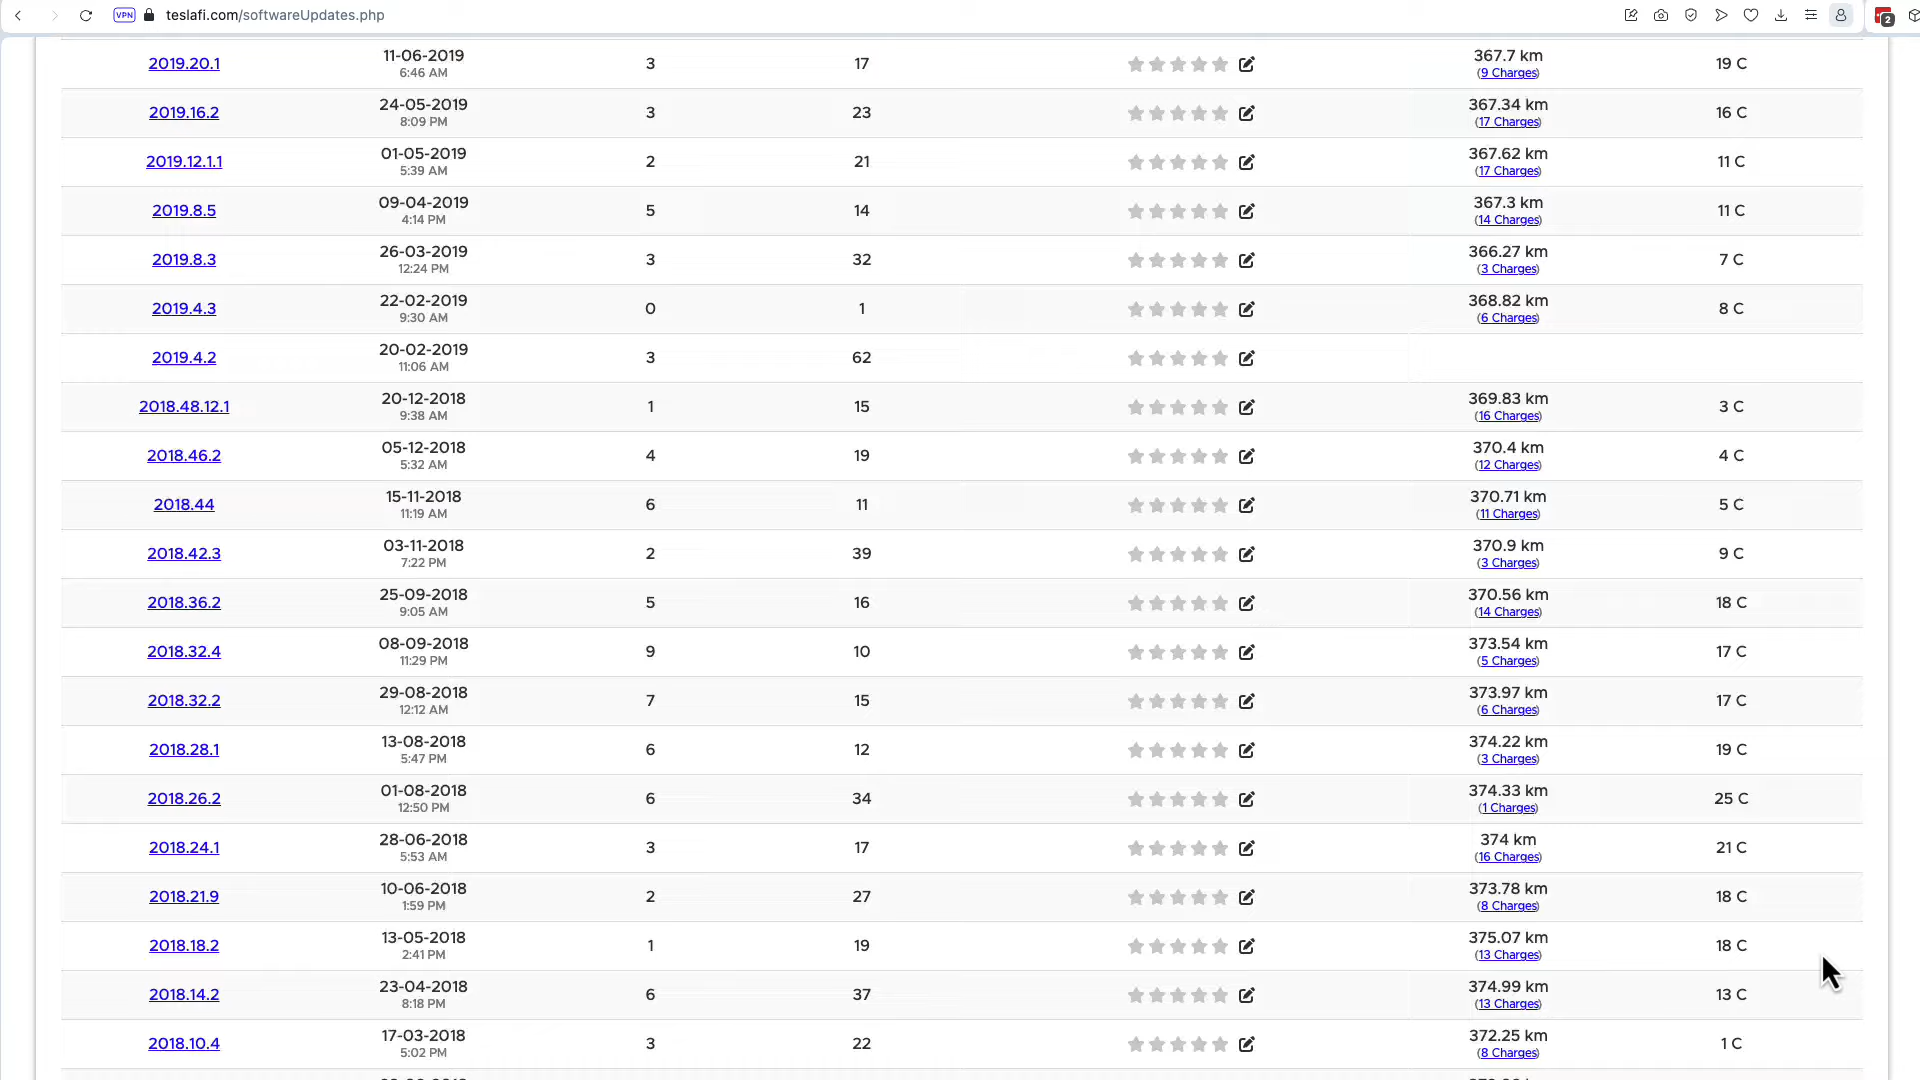 VPN teslafi.com/softwareUpdates.php 2
2019.20.1 11-06-2019 3 17 367.7 km 19 C
6:46 AM (9 Charges)
2019.16.2 24-05-2019 3 23 367.34 km 16 C
8:09 PM (17 Charges)
2019.12.1.1 01-05-2019 2 21 367.62 km 11 C
5:39 AM (17 Charges)
2019.8.5 09-04-2019 5 14 367.3 km 11 C
4:14 PM (14 Charges)
2019.8.3 26-03-2019 3 32 366.27 km 7 C
12:24 PM (3 Charges)
2019.4.3 22-02-2019 0 1 368.82 km 8 C
9:30 AM (6 Charges)
2019.4.2 20-02-2019 3 62
11:06 AM
2018.48.12.1 20-12-2018 1 15 369.83 km 3 C
9:38 AM (16 Charges)
2018.46.2 05-12-2018 4 19 370.4 km 4 C
5:32 AM (12 Charges)
2018.44 15-11-2018 6 11 370.71 km 5 C
11:19 AM (11 Charges)
2018.42.3 03-11-2018 2 39 370.9 km 9 C
7:22 PM (3 Charges)
2018.36.2 25-09-2018 5 16 370.56 km 18 C
9:05 AM (14 Charges)
2018.32.4 08-09-2018 9 10 373.54 km 17 C
11:29 PM (5 Charges)
2018.32.2 29-08-2018 7 15 373.97 km 17 C
12:12 AM (6 Charges)
2018.28.1 13-08-2018 6 12 374.22 km 19 C
5:47 PM (3 Charges)
2018.26.2 01-08-2018 6 34 374.33 km 25 C
12:50 PM (1 Charges)
2018.24.1 28-06-2018 3 17 374 km 21 C
5:53 AM (16 Charges)
2018.21.9 10-06-2018 2 27 373.78 km 18 C
1:59 PM (8 Charges)
2018.18.2 13-05-2018 1 19 375.07 km 18 C
2:41 PM (13 Charges)
2018.14.2 23-04-2018 6 37 374.99 km 13 C
8:18 PM (13 Charges)
2018.10.4 17-03-2018 3 22 372.25 km 1 C
5:02 PM (8 Charges)